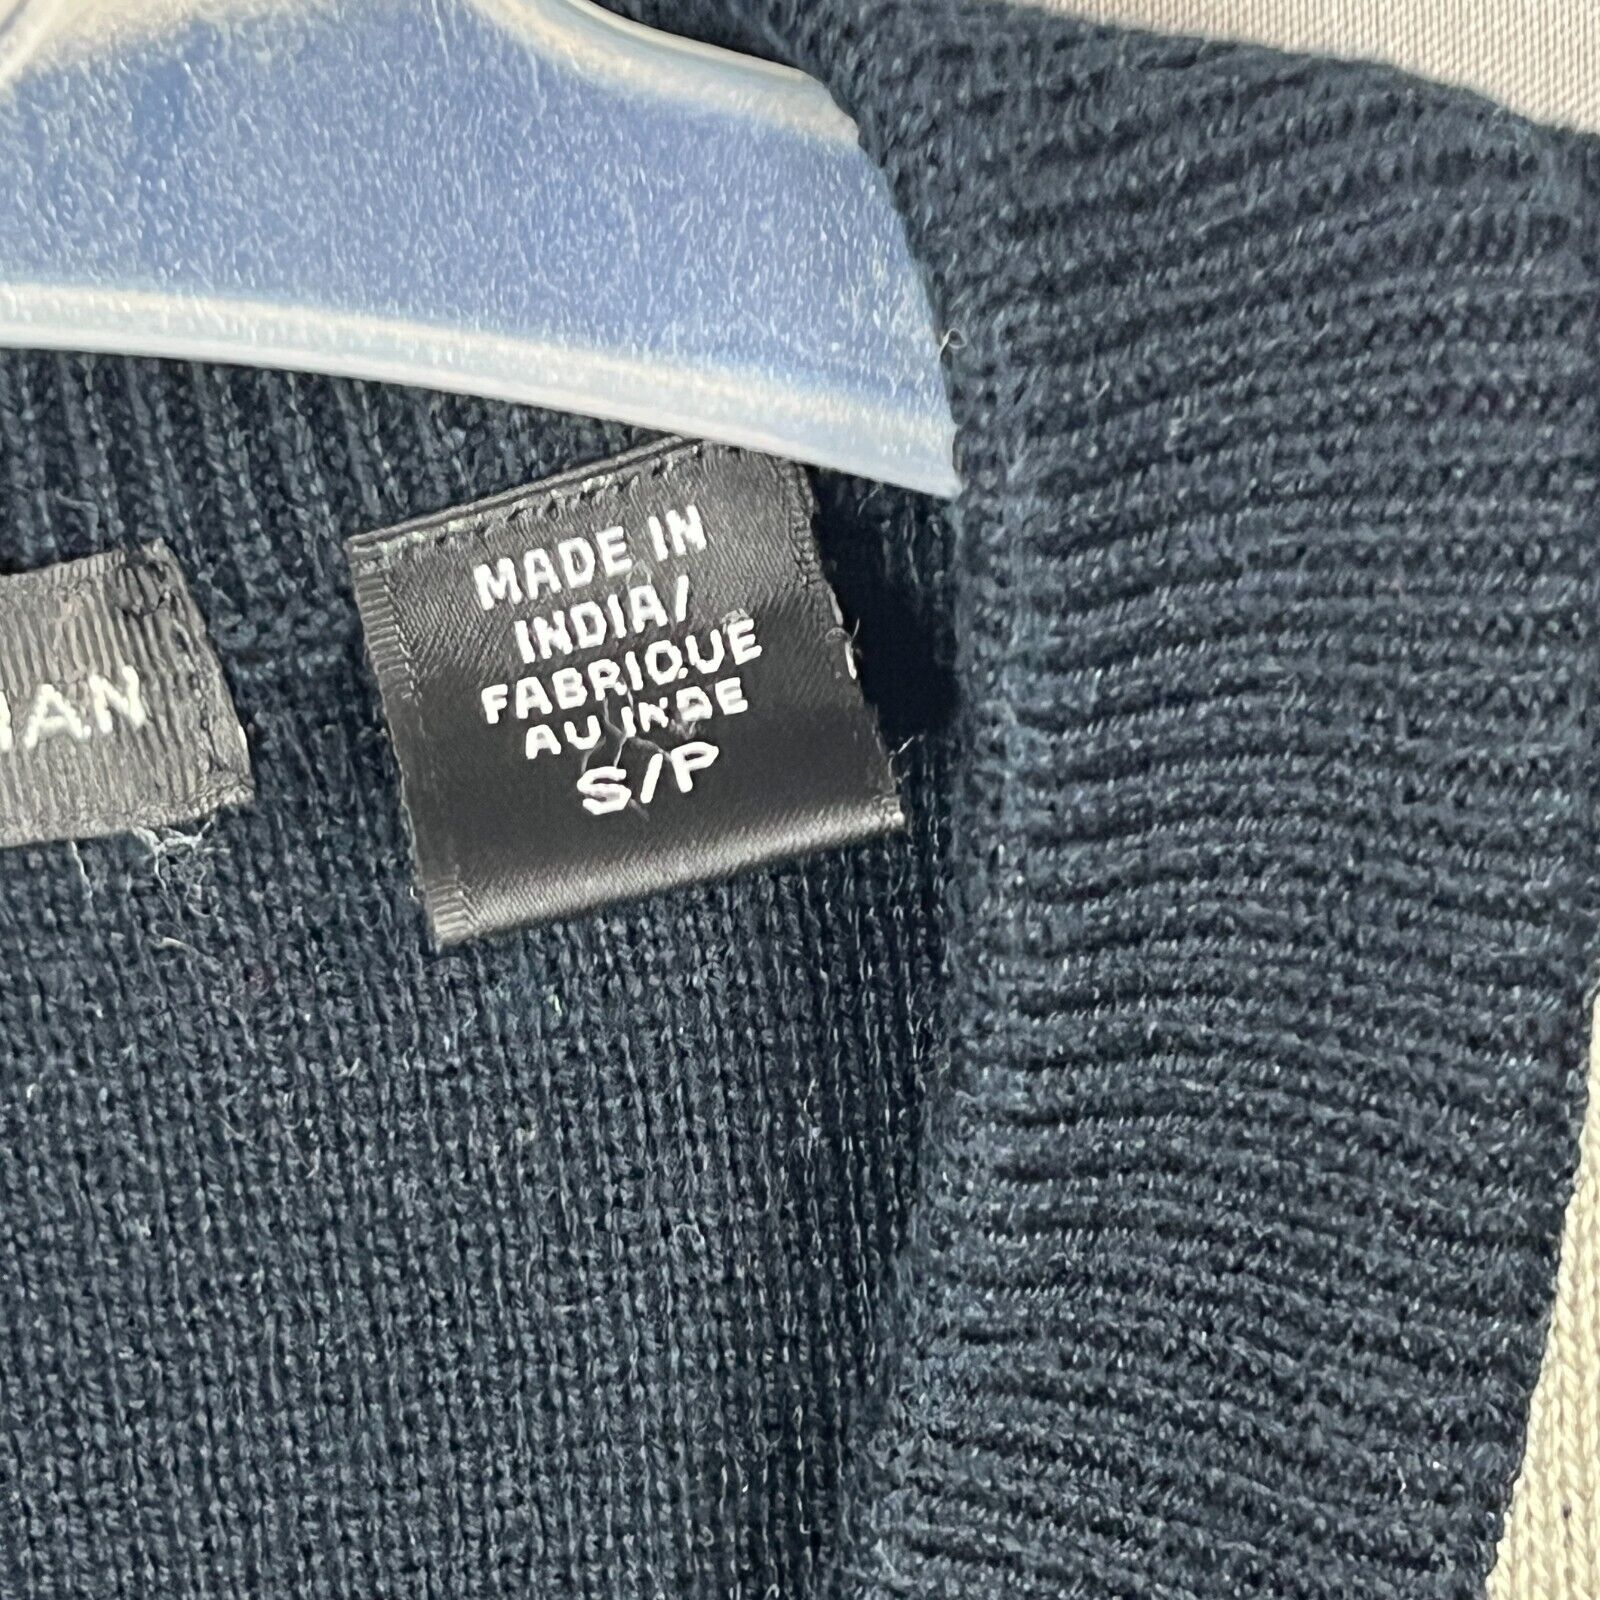 MADE IN
INDIA/
FABRIQUE
AU INDE
S/P